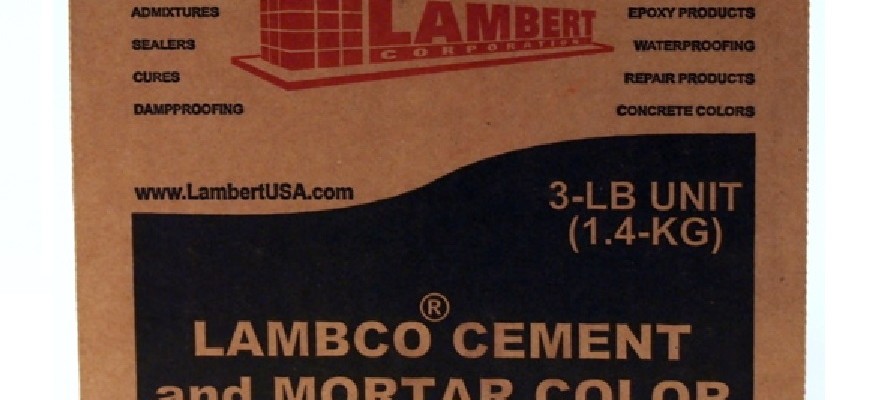 ADMIXTURES
SEALERS
CURES
DAMPPROOFING
LAMBERT
CORPORATION
EPOXY PRODUCTS
WATERPROOFING
REPAIR PRODUCTS
CONCRETE COLORS
www.LambertUSA.com
3-LB UNIT
(1.4-KG)
LAMBCO® CEMENT
and MORTAR COLOR